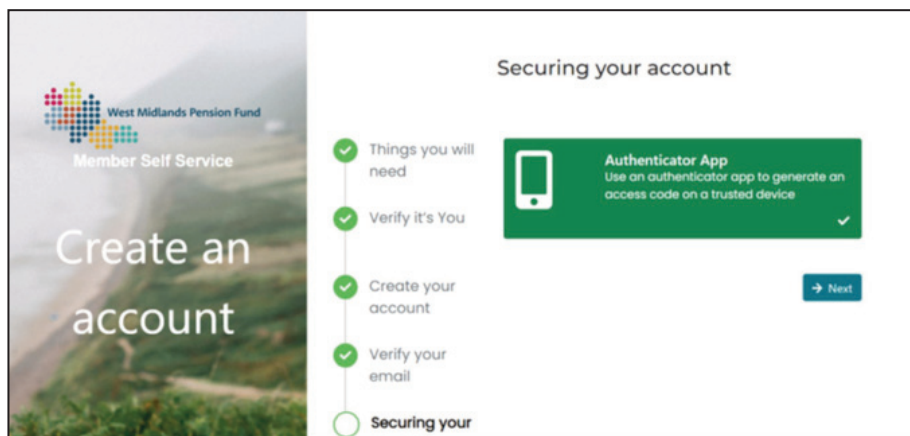 West Midlands Pension Fund
Member Self Service
Create an
account
Securing your account
Things you will
need
Verify it's You
Create your
account
Verify your
email
Securing your
Authenticator App
Use an authenticator app to generate an
access code on a trusted device
Next